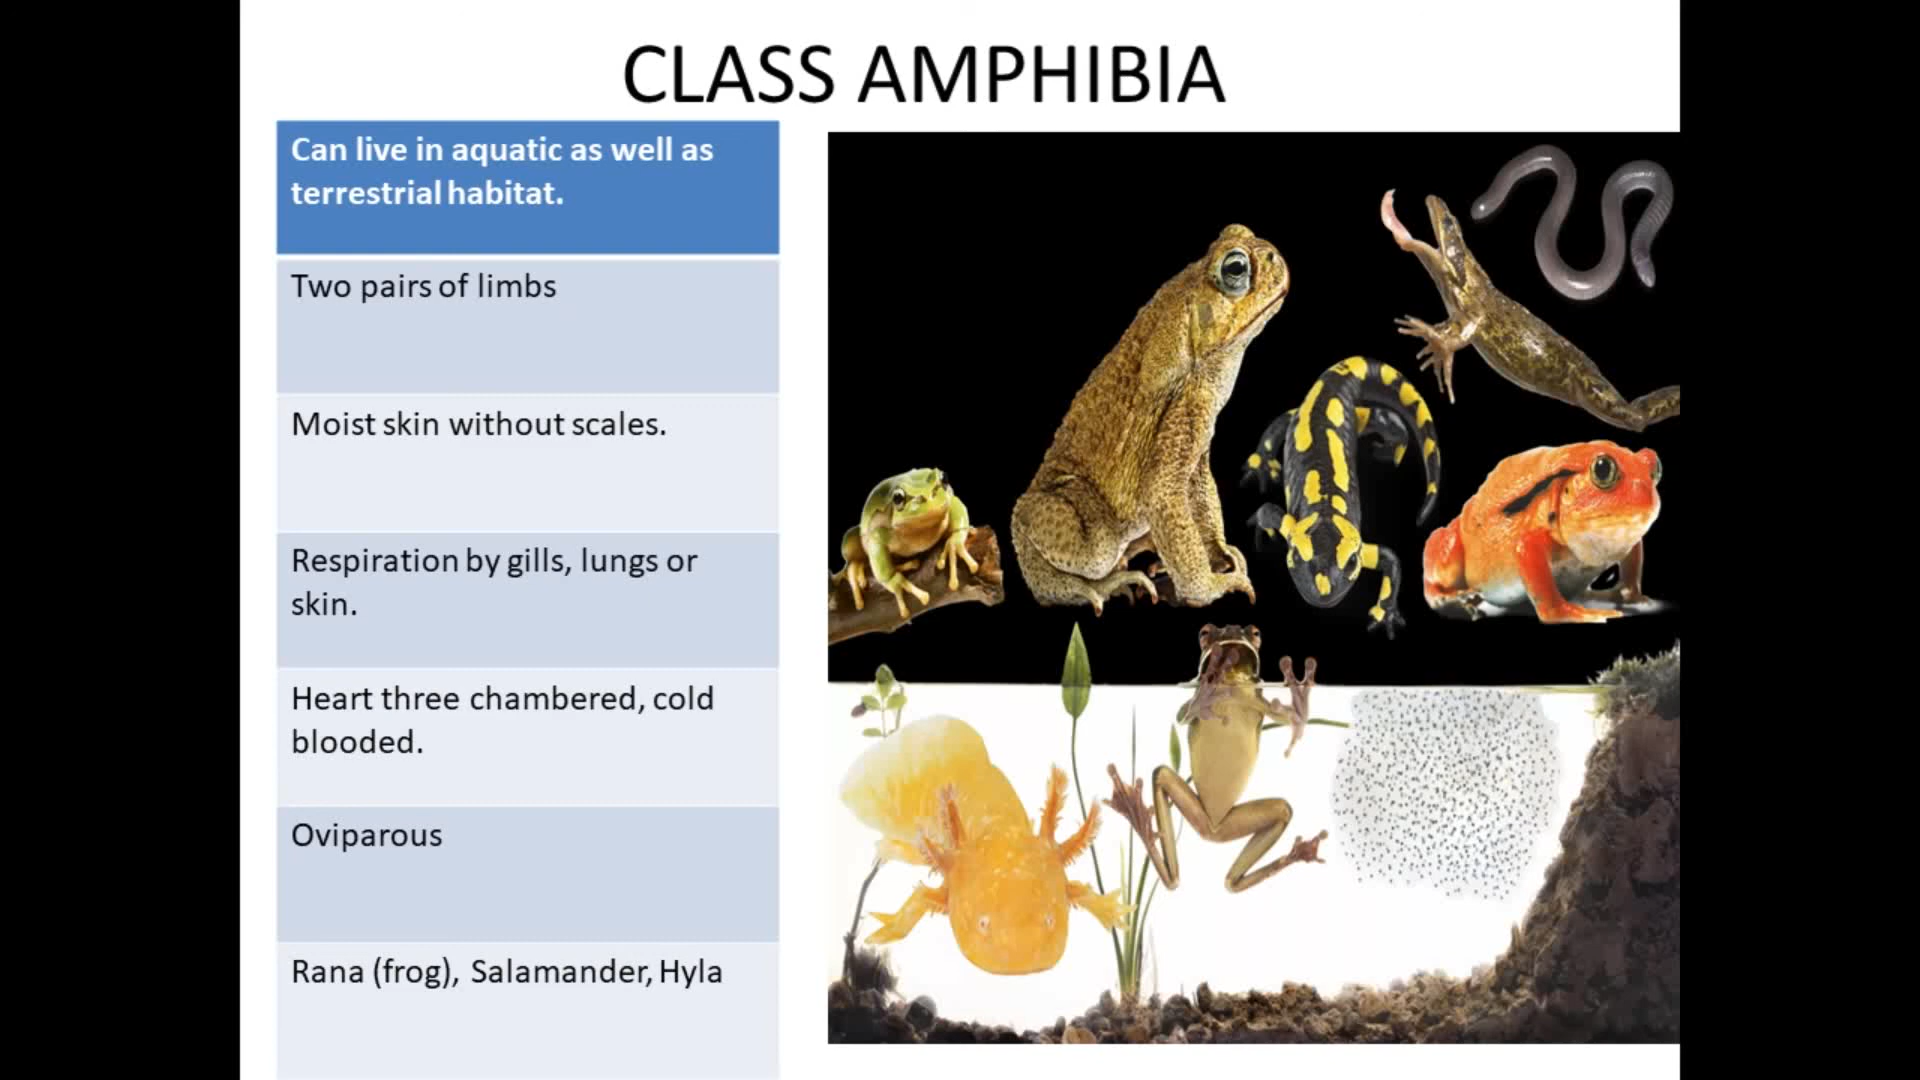 CLASS AMPHIBIA
Can live in aquatic as well as
terrestrial habitat.
Two pairs of limbs
Moist skin without scales.
Respiration by gills, lungs or
skin.
Heart three chambered, cold
blooded.
Oviparous
Rana (frog), Salamander, Hyla